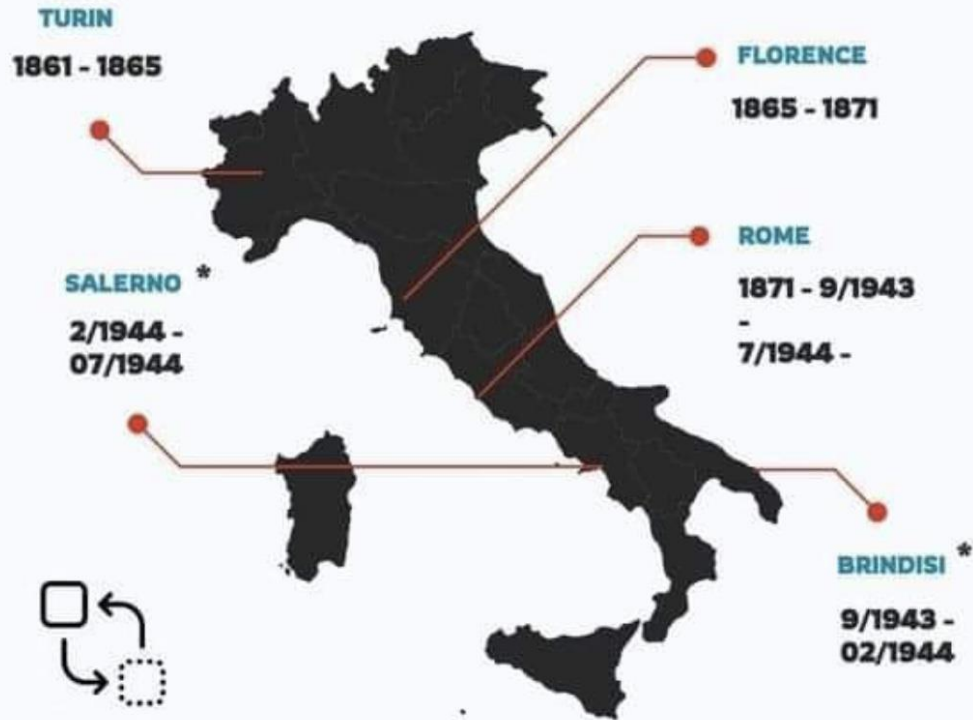 TURIN
1861 - 1865
FLORENCE
1865 - 1871
ROME
1871 - 9/1943
-
7/1944 -
SALERNO *
2/1944 -
07/1944
BRINDISI *
9/1943 -
02/1944